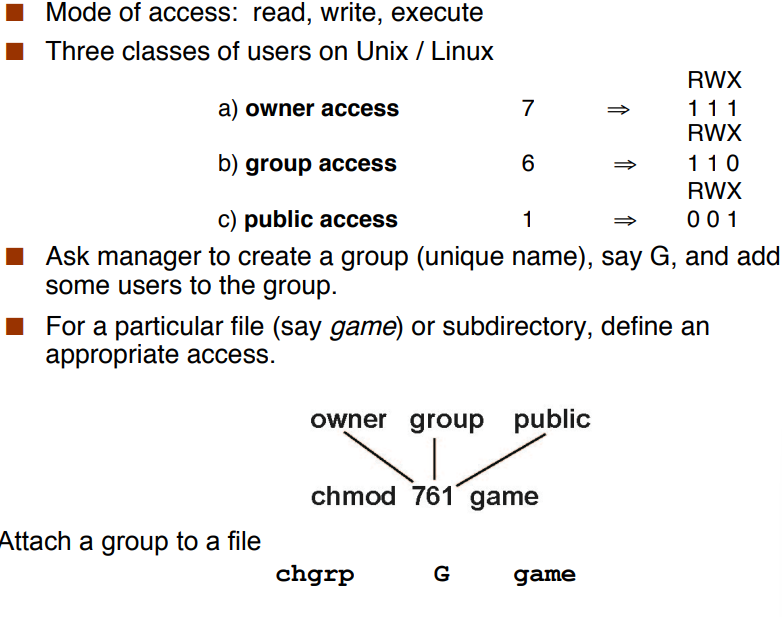 Mode of access: read, write, execute
Three classes of users on Unix / Linux
RWX
a) owner access 7 ⇒ 1 1 1
RWX
b) group access 6 ⇒ 1 1 0
RWX
c) public access 1 ⇒ 0 0 1
Ask manager to create a group (unique name), say G, and add
some users to the group.
For a particular file (say game) or subdirectory, define an
appropriate access.
owner group public
chmod 761 game
Attach a group to a file
chgrp G game